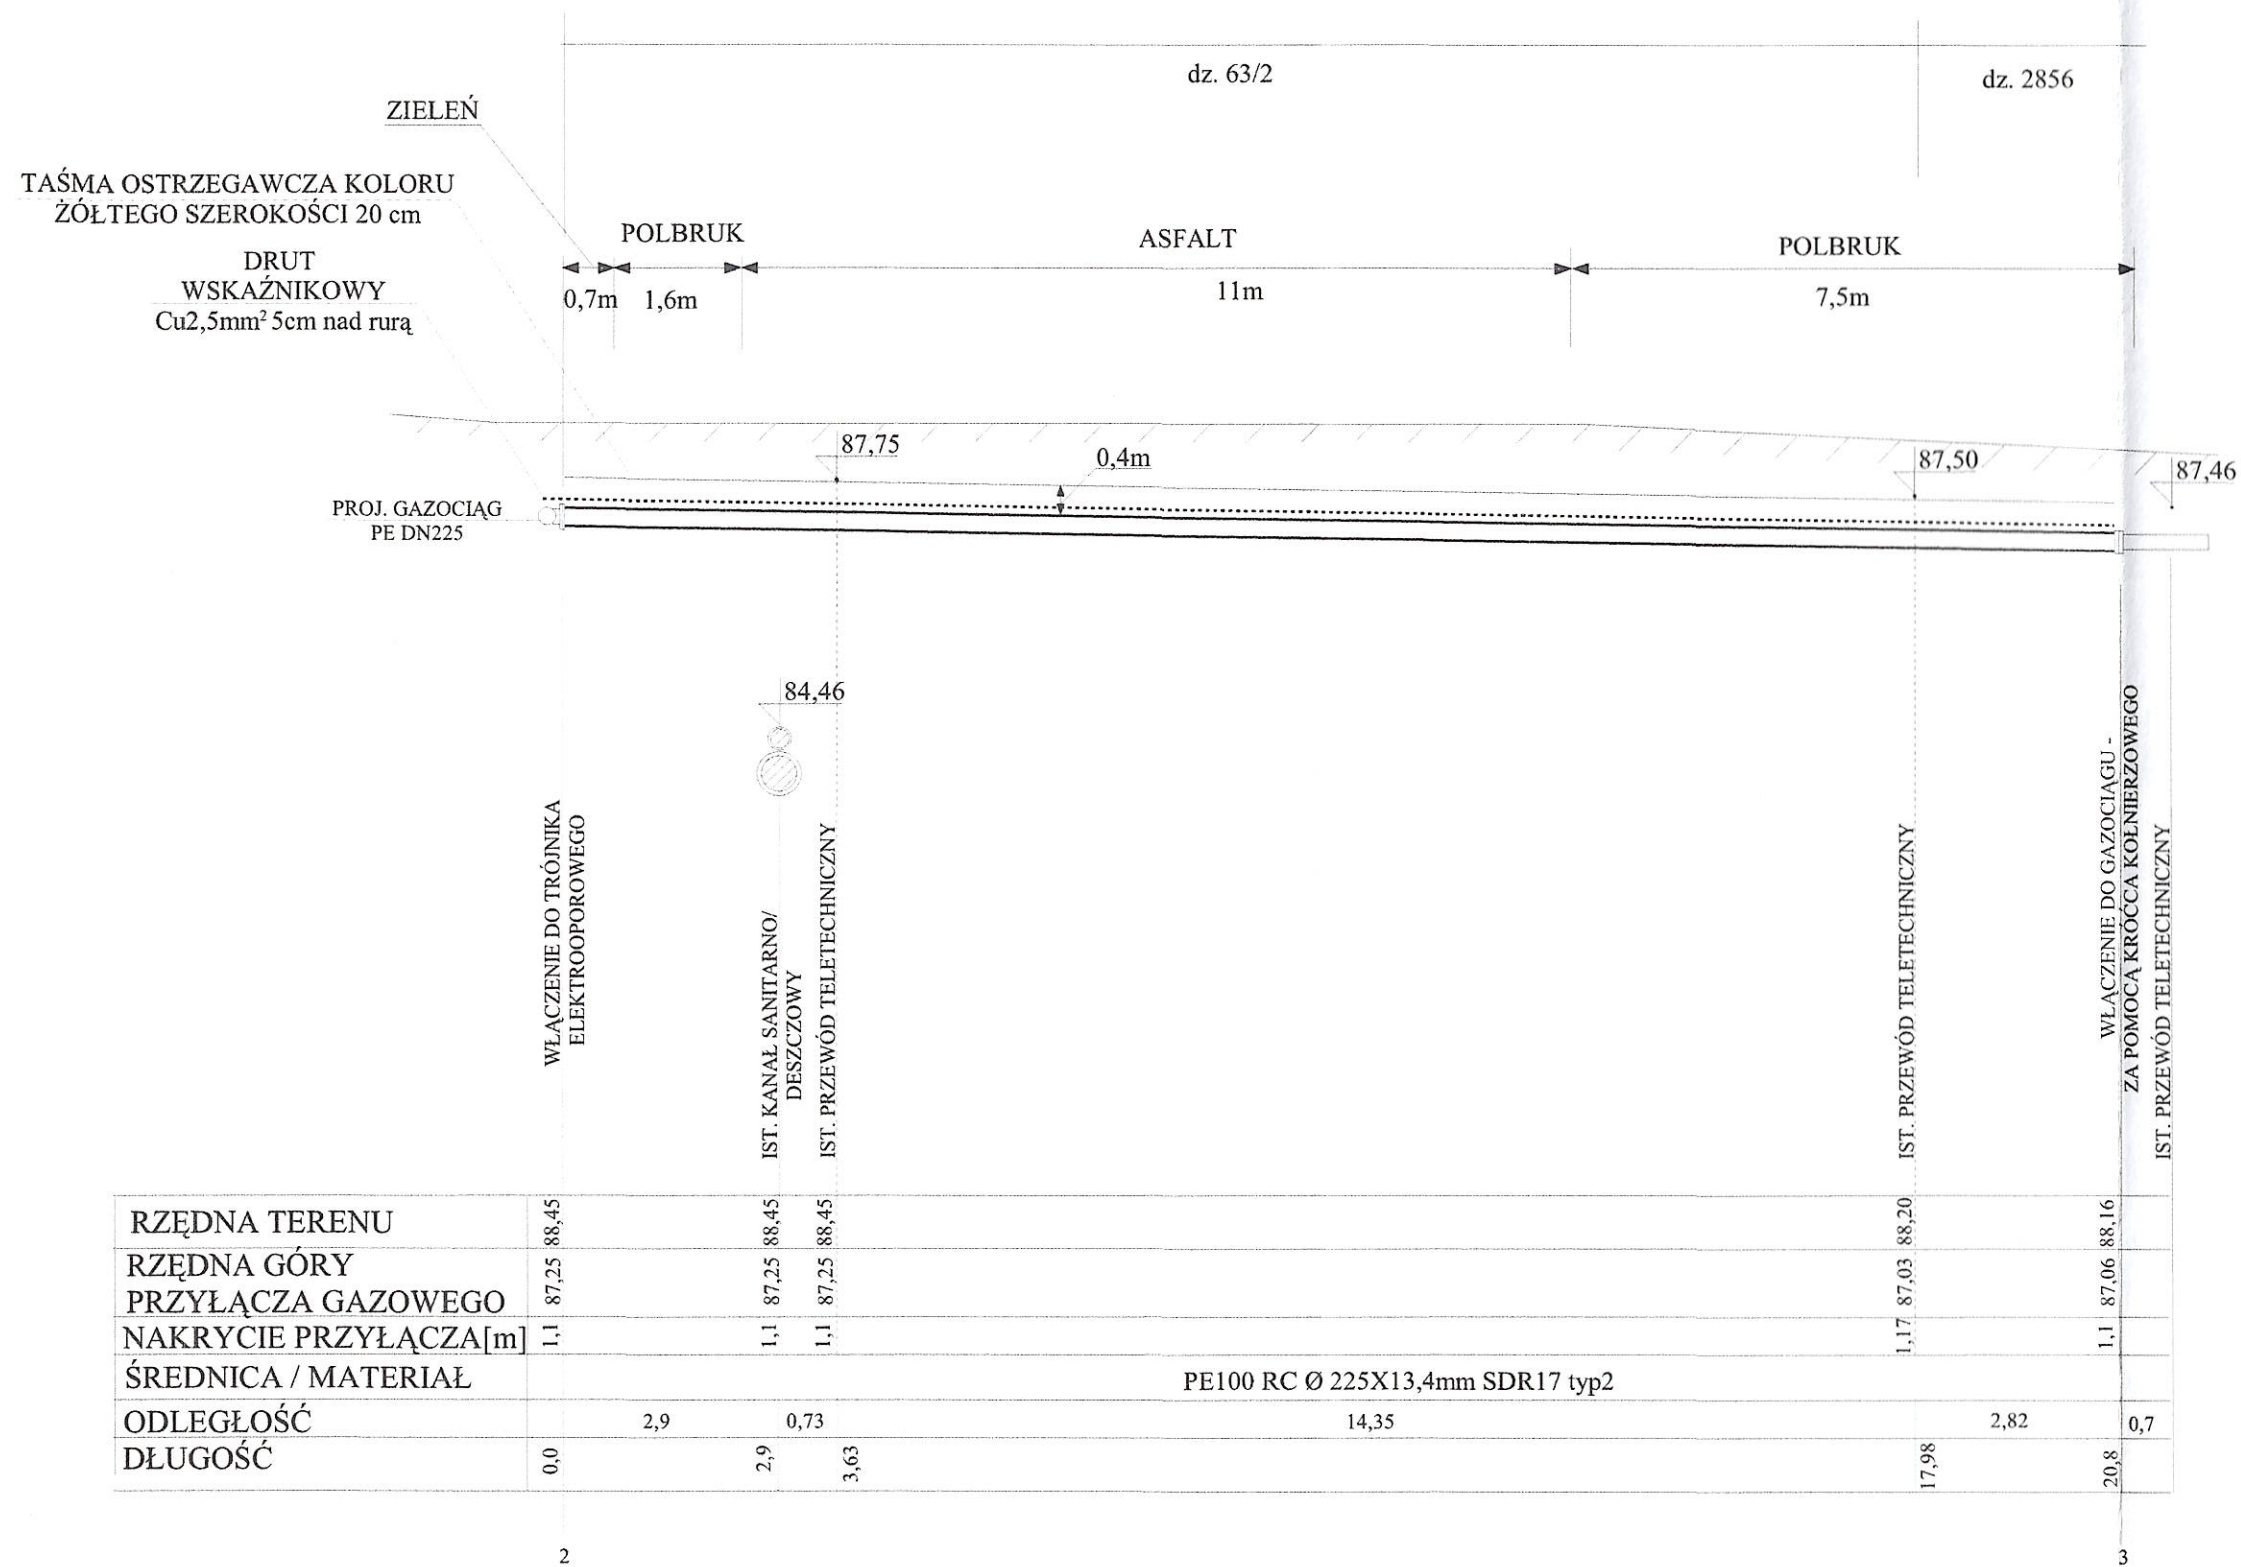 dz. 63/2
dz. 2856
ZIELEŃ
TAŚMA OSTRZEGAWCZA KOLORU
ŻÓŁTEGO SZEROKOŚCI 20 cm
DRUT
WSKAŹNIKOWY
Cu2,5mm² 5cm nad rurą
POLBRUK
ASFALT
POLBRUK
0,7m
1,6m
11m
7,5m
87,75
0,4m
87,50
87,46
PROJ. GAZOCIĄG
PE DN225
84,46
WŁĄCZENIE DO TRÓJNIKA
ELEKTROOPOROWEGO
IST. KANAŁ SANITARNO/
DESZCZOWY
IST. PRZEWÓD TELETECHNICZNY
IST. PRZEWÓD TELETECHNICZNY
WŁĄCZENIE DO GAZOCIĄGU -
ZA POMOCĄ KRÓĆCA KOŁNIERZOWEGO
IST. PRZEWÓD TELETECHNICZNY
RZĘDNA TERENU
88,45
88,45
88,45
88,20
88,16
RZĘDNA GÓRY
PRZYŁĄCZA GAZOWEGO
87,25
87,25
87,25
87,03
87,06
NAKRYCIE PRZYŁĄCZA[m]
1,1
1,1
1,1
1,17
1,1
ŚREDNICA / MATERIAŁ
PE100 RC Ø 225X13,4mm SDR17 typ2
ODLEGŁOŚĆ
2,9
0,73
14,35
2,82
0,7
DŁUGOŚĆ
0,0
2,9
3,63
17,98
20,8
2
3